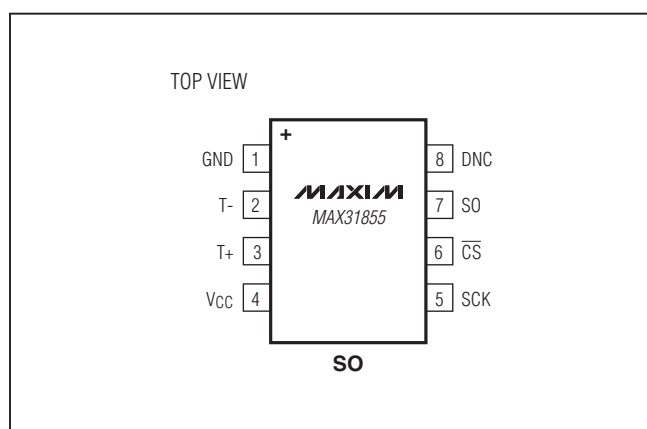 TOP VIEW
+
GND 1
T- 2
T+ 3
VCC 4
MAXIM
MAX31855
8 DNC
7 SO
6 CS
5 SCK
SO